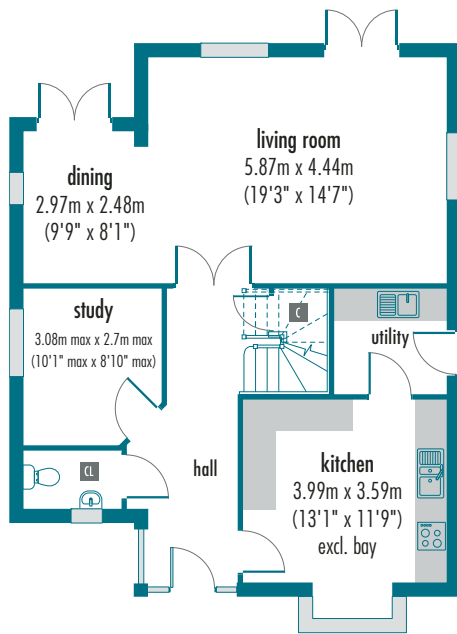 living room
5.87m x 4.44m
(19'3" x 14'7")
dining
2.97m x 2.48m
(9'9" x 8'1")
study
3.08m max x 2.7m max
(10'1" max x 8'10" max)
C
utility
CL
hall
kitchen
3.99m x 3.59m
(13'1" x 11'9")
excl. bay